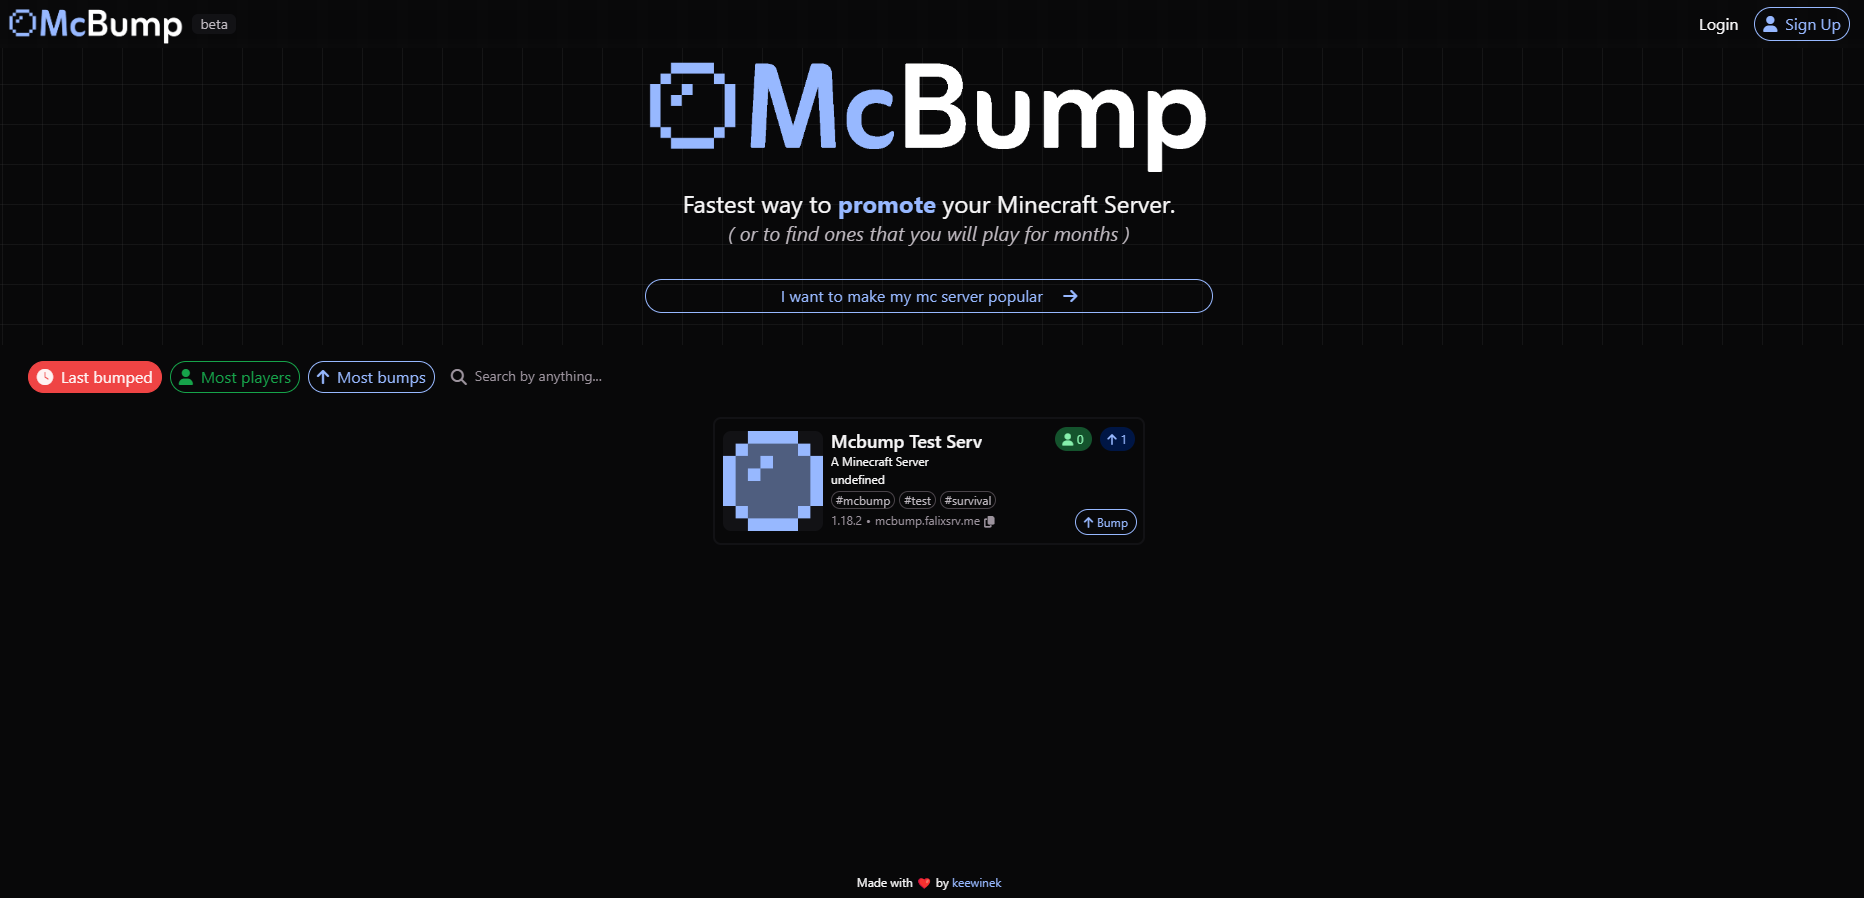 McBump beta Login Sign Up
McBump
Fastest way to promote your Minecraft Server.
( or to find ones that you will play for months )
I want to make my mc server popular
Last bumped Most players Most bumps Search by anything...
Mcbump Test Serv 0 1
A Minecraft Server
undefined
#mcbump #test #survival
1.18.2 • mcbump.falixsrv.me Bump
Made with ❤️ by keewinek